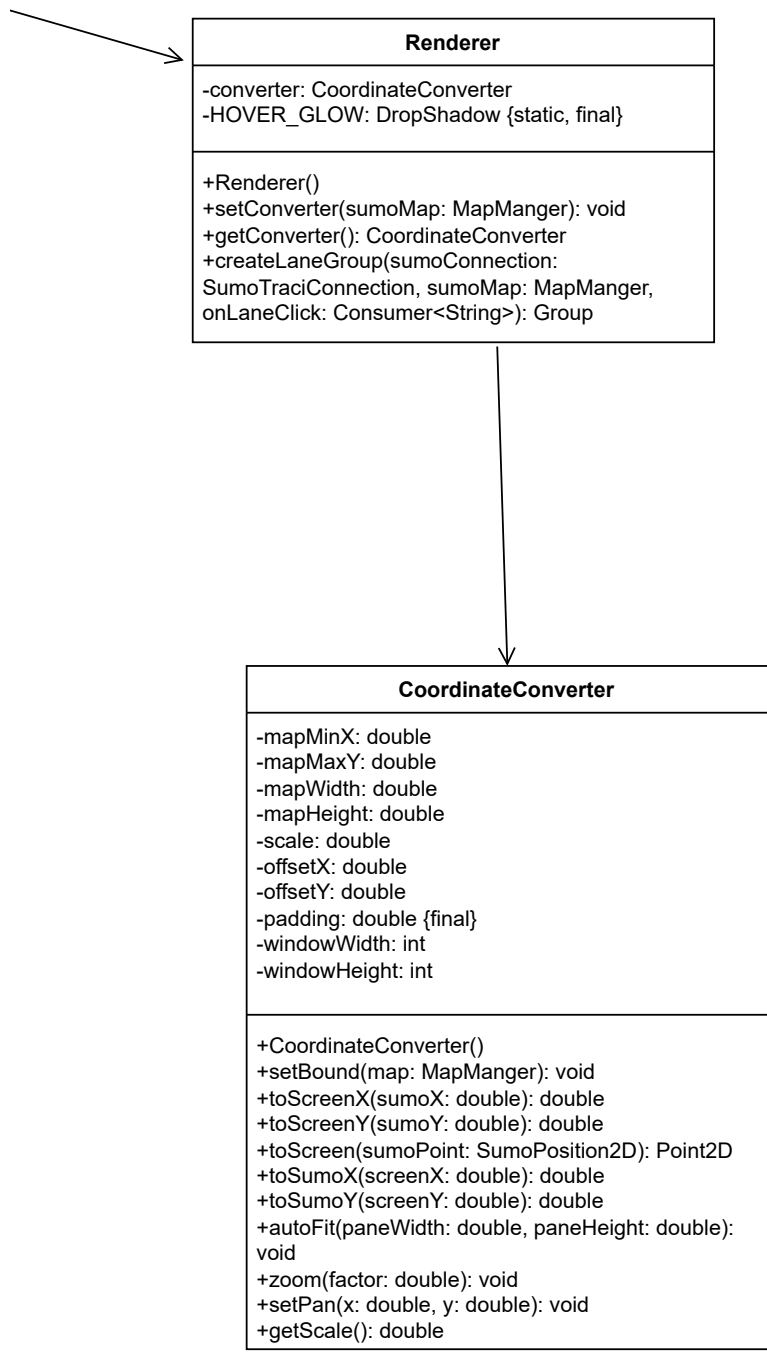 Renderer
-converter: CoordinateConverter
-HOVER_GLOW: DropShadow {static, final}
+Renderer()
+setConverter(sumoMap: MapManger): void
+getConverter(): CoordinateConverter
+createLaneGroup(sumoConnection:
SumoTraciConnection, sumoMap: MapManger,
onLaneClick: Consumer<String>): Group
CoordinateConverter
-mapMinX: double
-mapMaxY: double
-mapWidth: double
-mapHeight: double
-scale: double
-offsetX: double
-offsetY: double
-padding: double {final}
-windowWidth: int
-windowHeight: int
+CoordinateConverter()
+setBound(map: MapManger): void
+toScreenX(sumoX: double): double
+toScreenY(sumoY: double): double
+toScreen(sumoPoint: SumoPosition2D): Point2D
+toSumoX(screenX: double): double
+toSumoY(screenY: double): double
+autoFit(paneWidth: double, paneHeight: double):
void
+zoom(factor: double): void
+setPan(x: double, y: double): void
+getScale(): double